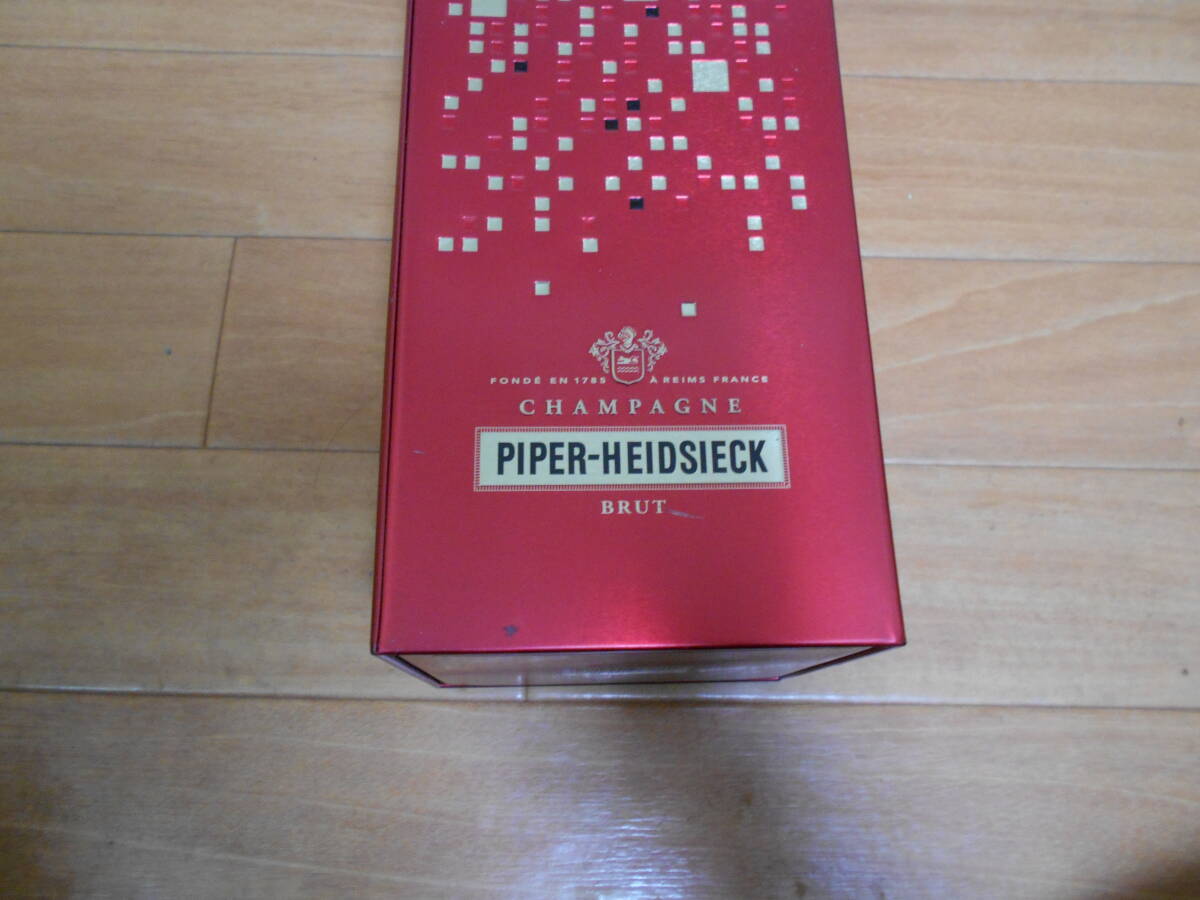 FONDÉ EN 1785 À REIMS FRANCE
CHAMPAGNE
PIPER-HEIDSIECK
BRUT